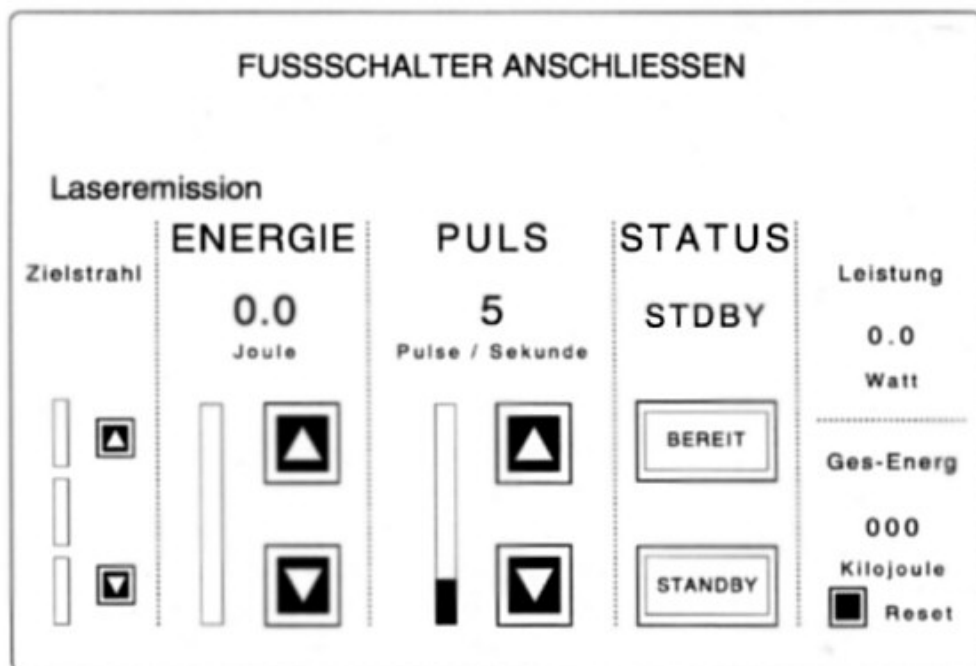 FUSSSCHALTER ANSCHLIESSEN
Laseremission
Zielstrahl
ENERGIE
0.0
Joule
PULS
5
Pulse / Sekunde
STATUS
STDBY
BEREIT
STANDBY
Leistung
0.0
Watt
Ges-Energ
000
Kilojoule
Reset